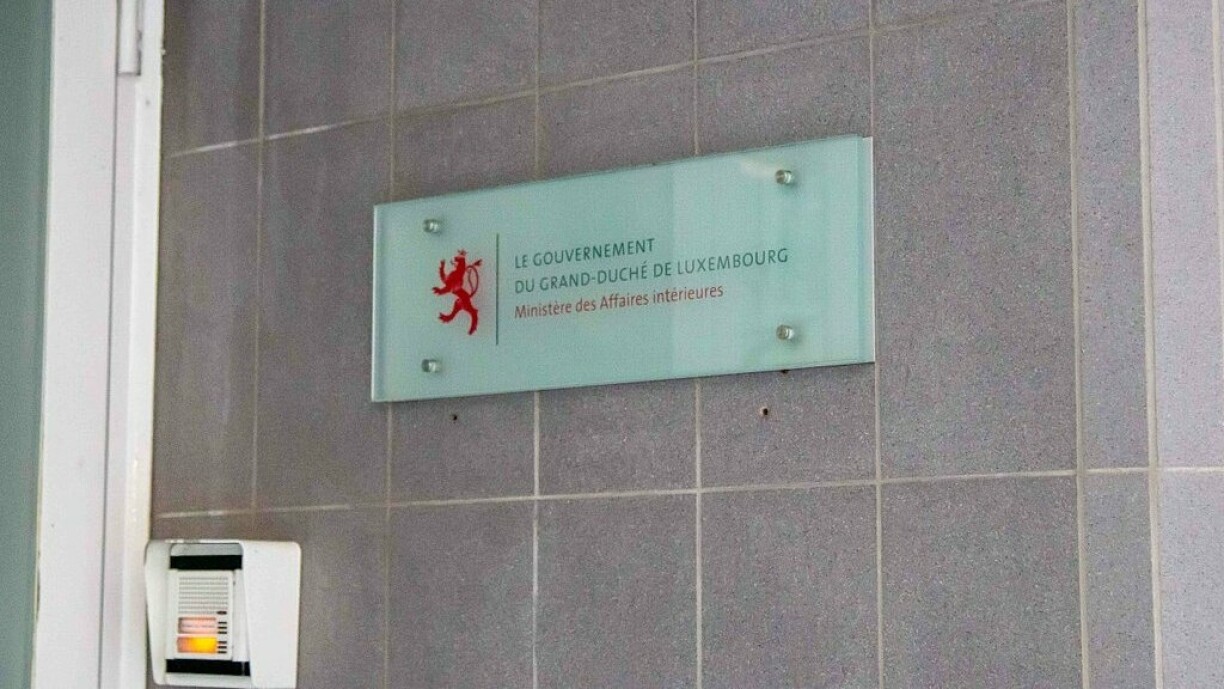 LE GOUVERNEMENT
DU GRAND-DUCHÉ DE LUXEMBOURG
Ministère des Affaires intérieures